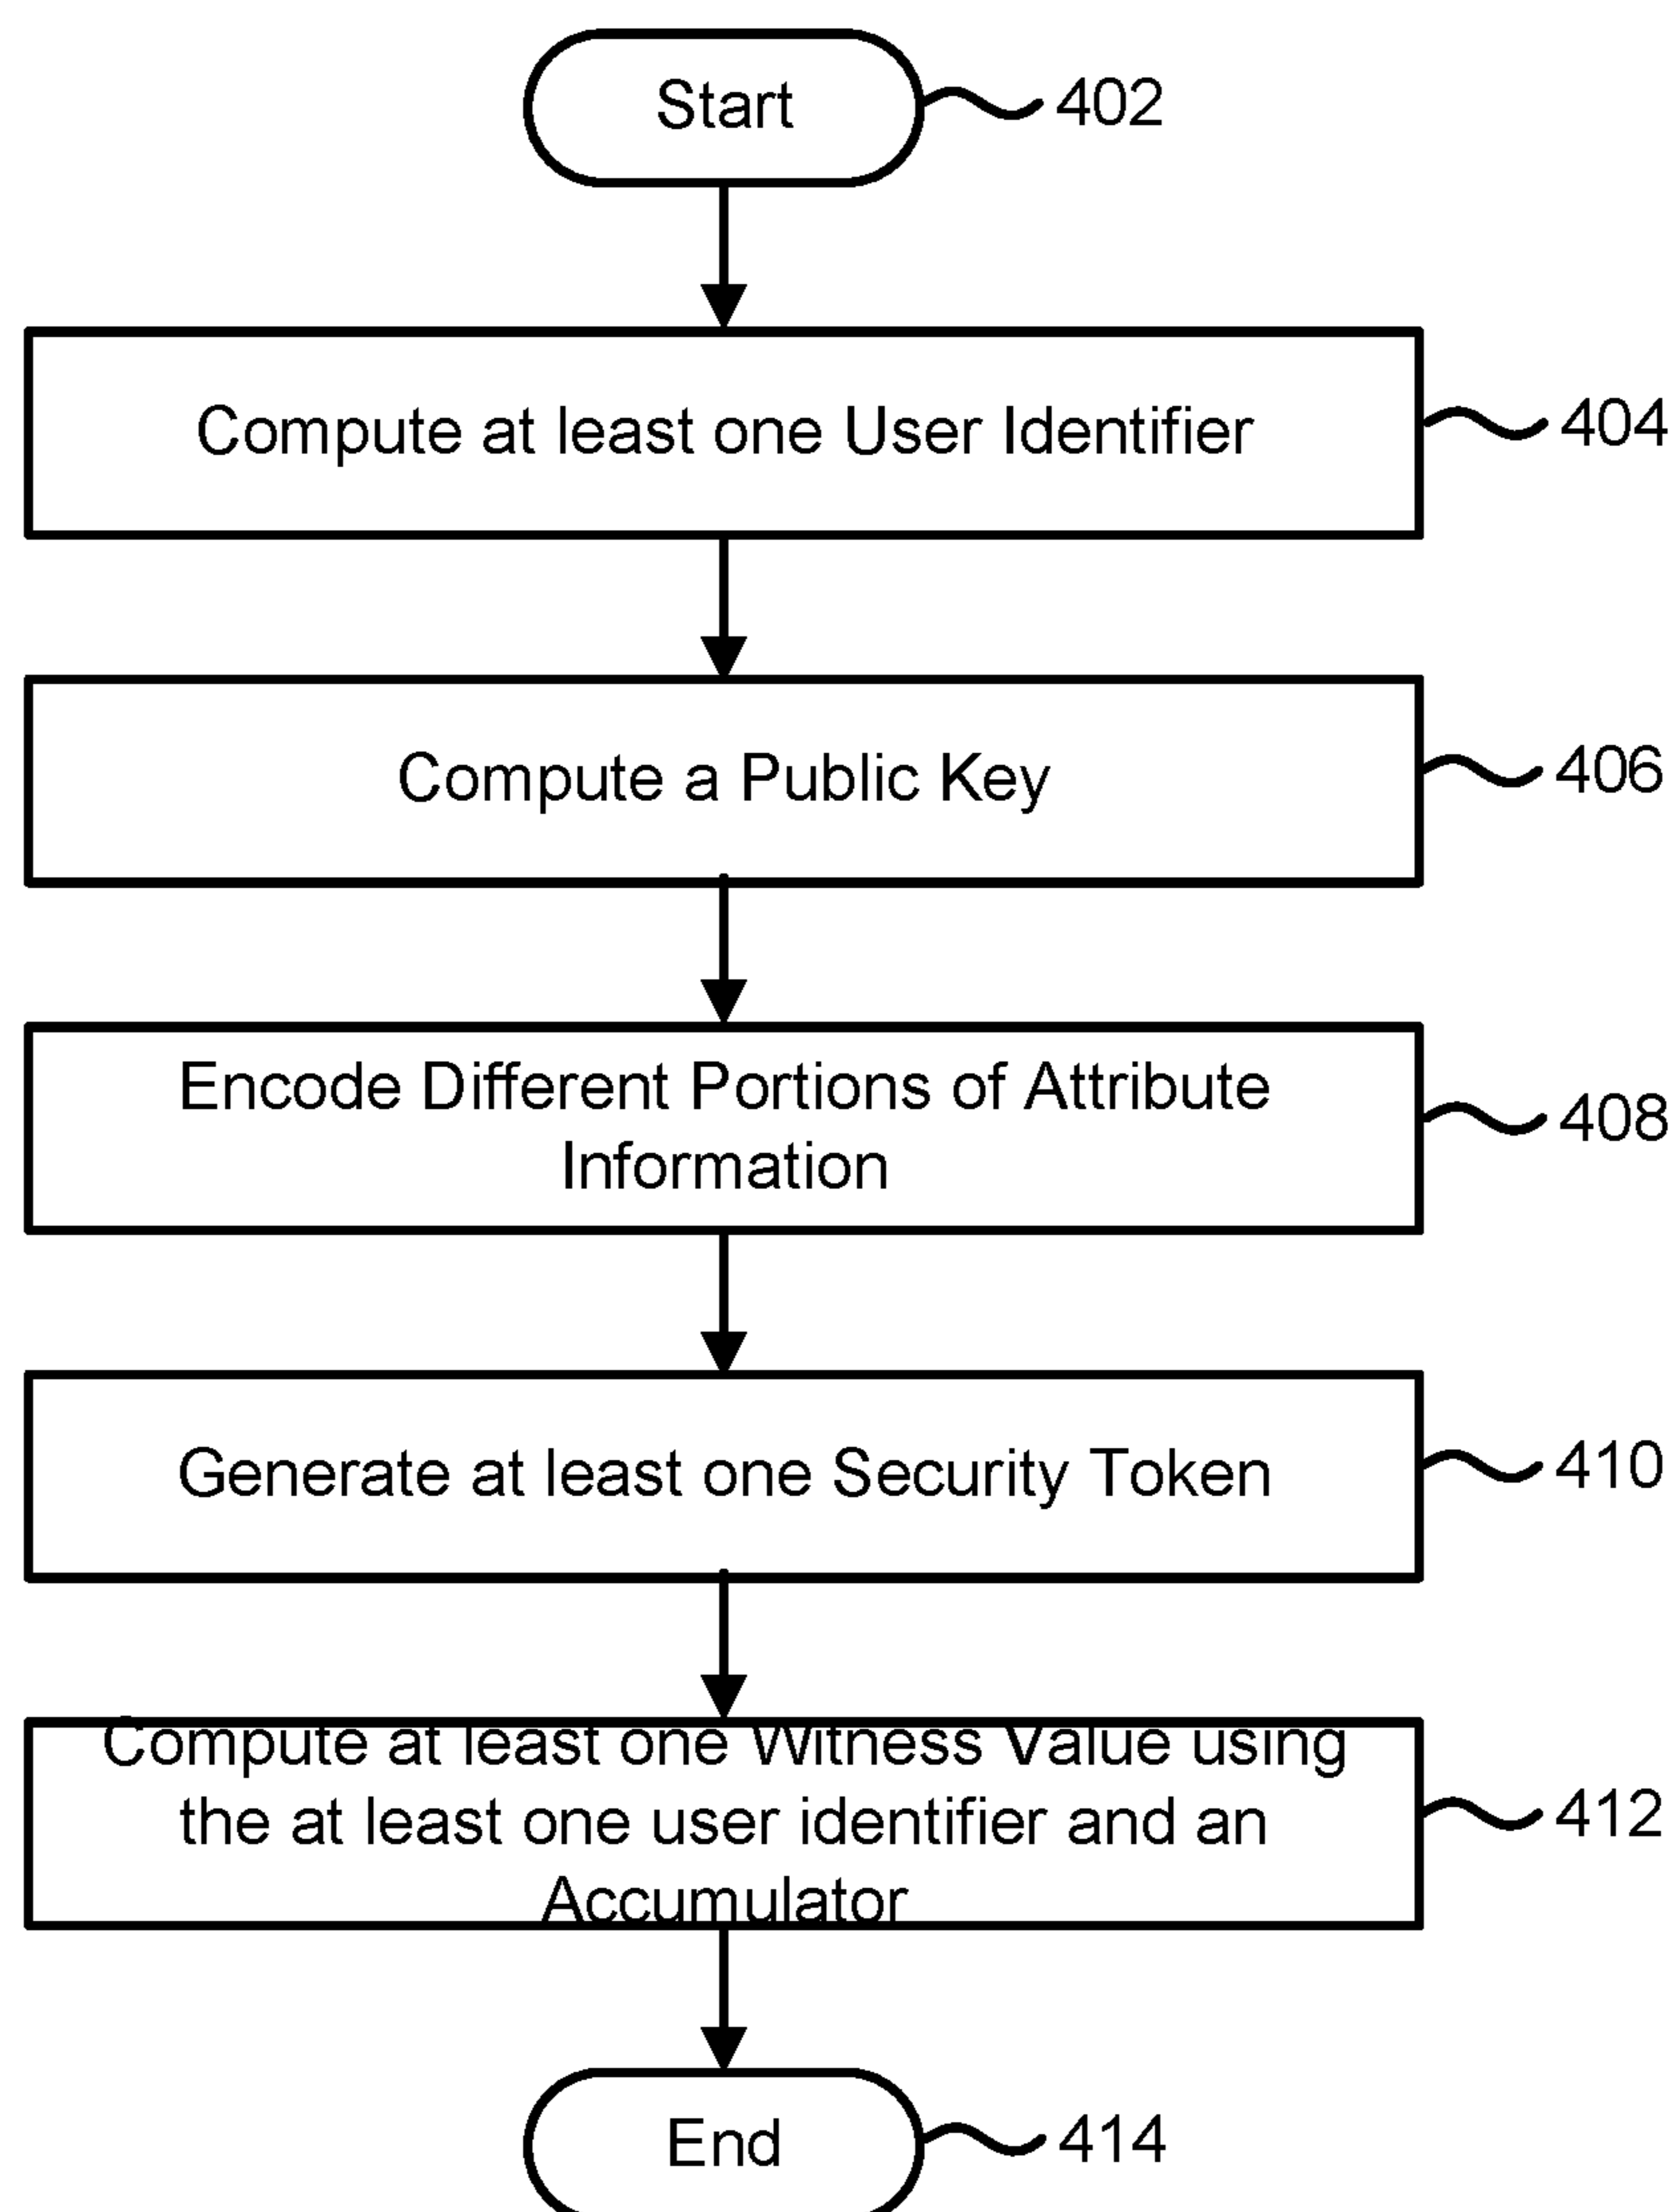 Start
402
Compute at least one User Identifier
404
Compute a Public Key
406
Encode Different Portions of Attribute
Information
408
Generate at least one Security Token
410
Compute at least one Witness Value using
the at least one user identifier and an
Accumulator
412
End
414